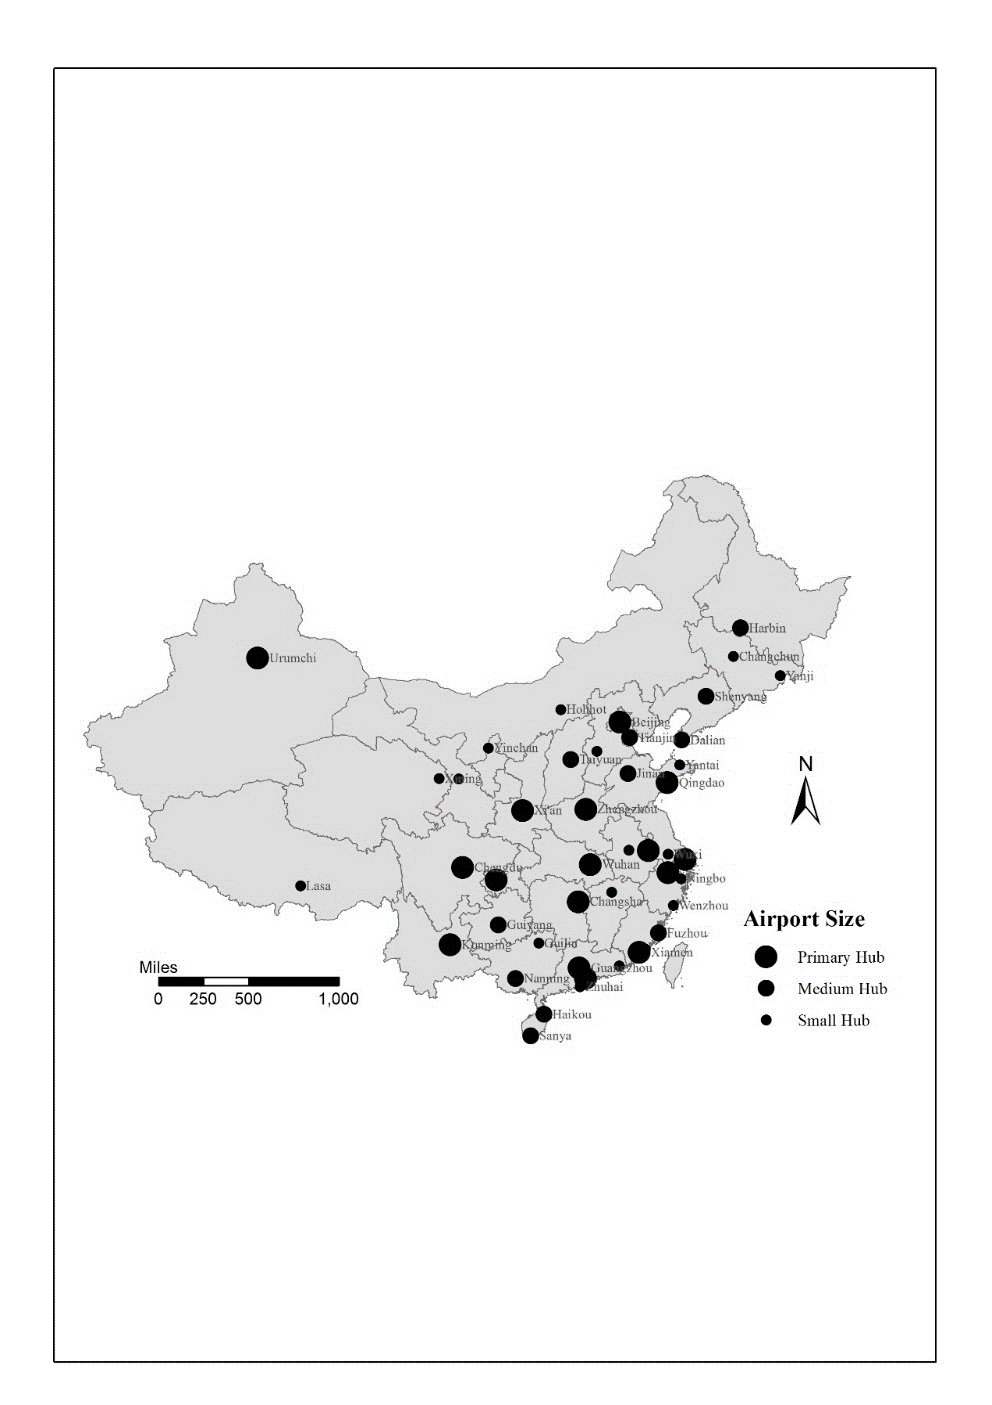 Harbin
Urumchi
Changchun
Yanji
Shenyang
Hohhot
Beijing
Tianjin
Dalian
Yinchan
Taiyuan
Yantai
Jinan
Xining
Qingdao
Xi'an
Zhengzhou
Wuxi
Wuhan
Chengdu
Ningbo
Lasa
Changsha
Wenzhou
Guiyang
Fuzhou
Kunming
Guilin
Xiamen
Guangzhou
Nanning
Zhuhai
Haikou
Sanya
N
Airport Size
Primary Hub
Medium Hub
Small Hub
Miles
0 250 500 1,000